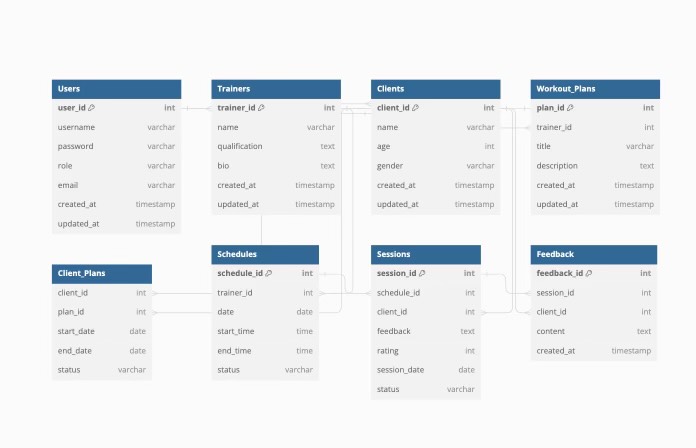 Users
user_id int
username varchar
password varchar
role varchar
email varchar
created_at timestamp
updated_at timestamp
Trainers
trainer_id int
name varchar
qualification text
bio text
created_at timestamp
updated_at timestamp
Clients
client_id int
name varchar
age int
gender varchar
created_at timestamp
updated_at timestamp
Workout_Plans
plan_id int
trainer_id int
title varchar
description text
created_at timestamp
updated_at timestamp
Client_Plans
client_id int
plan_id int
start_date date
end_date date
status varchar
Schedules
schedule_id int
trainer_id int
date date
start_time time
end_time time
status varchar
Sessions
session_id int
schedule_id int
client_id int
feedback text
rating int
session_date date
status varchar
Feedback
feedback_id int
session_id int
client_id int
content text
created_at timestamp